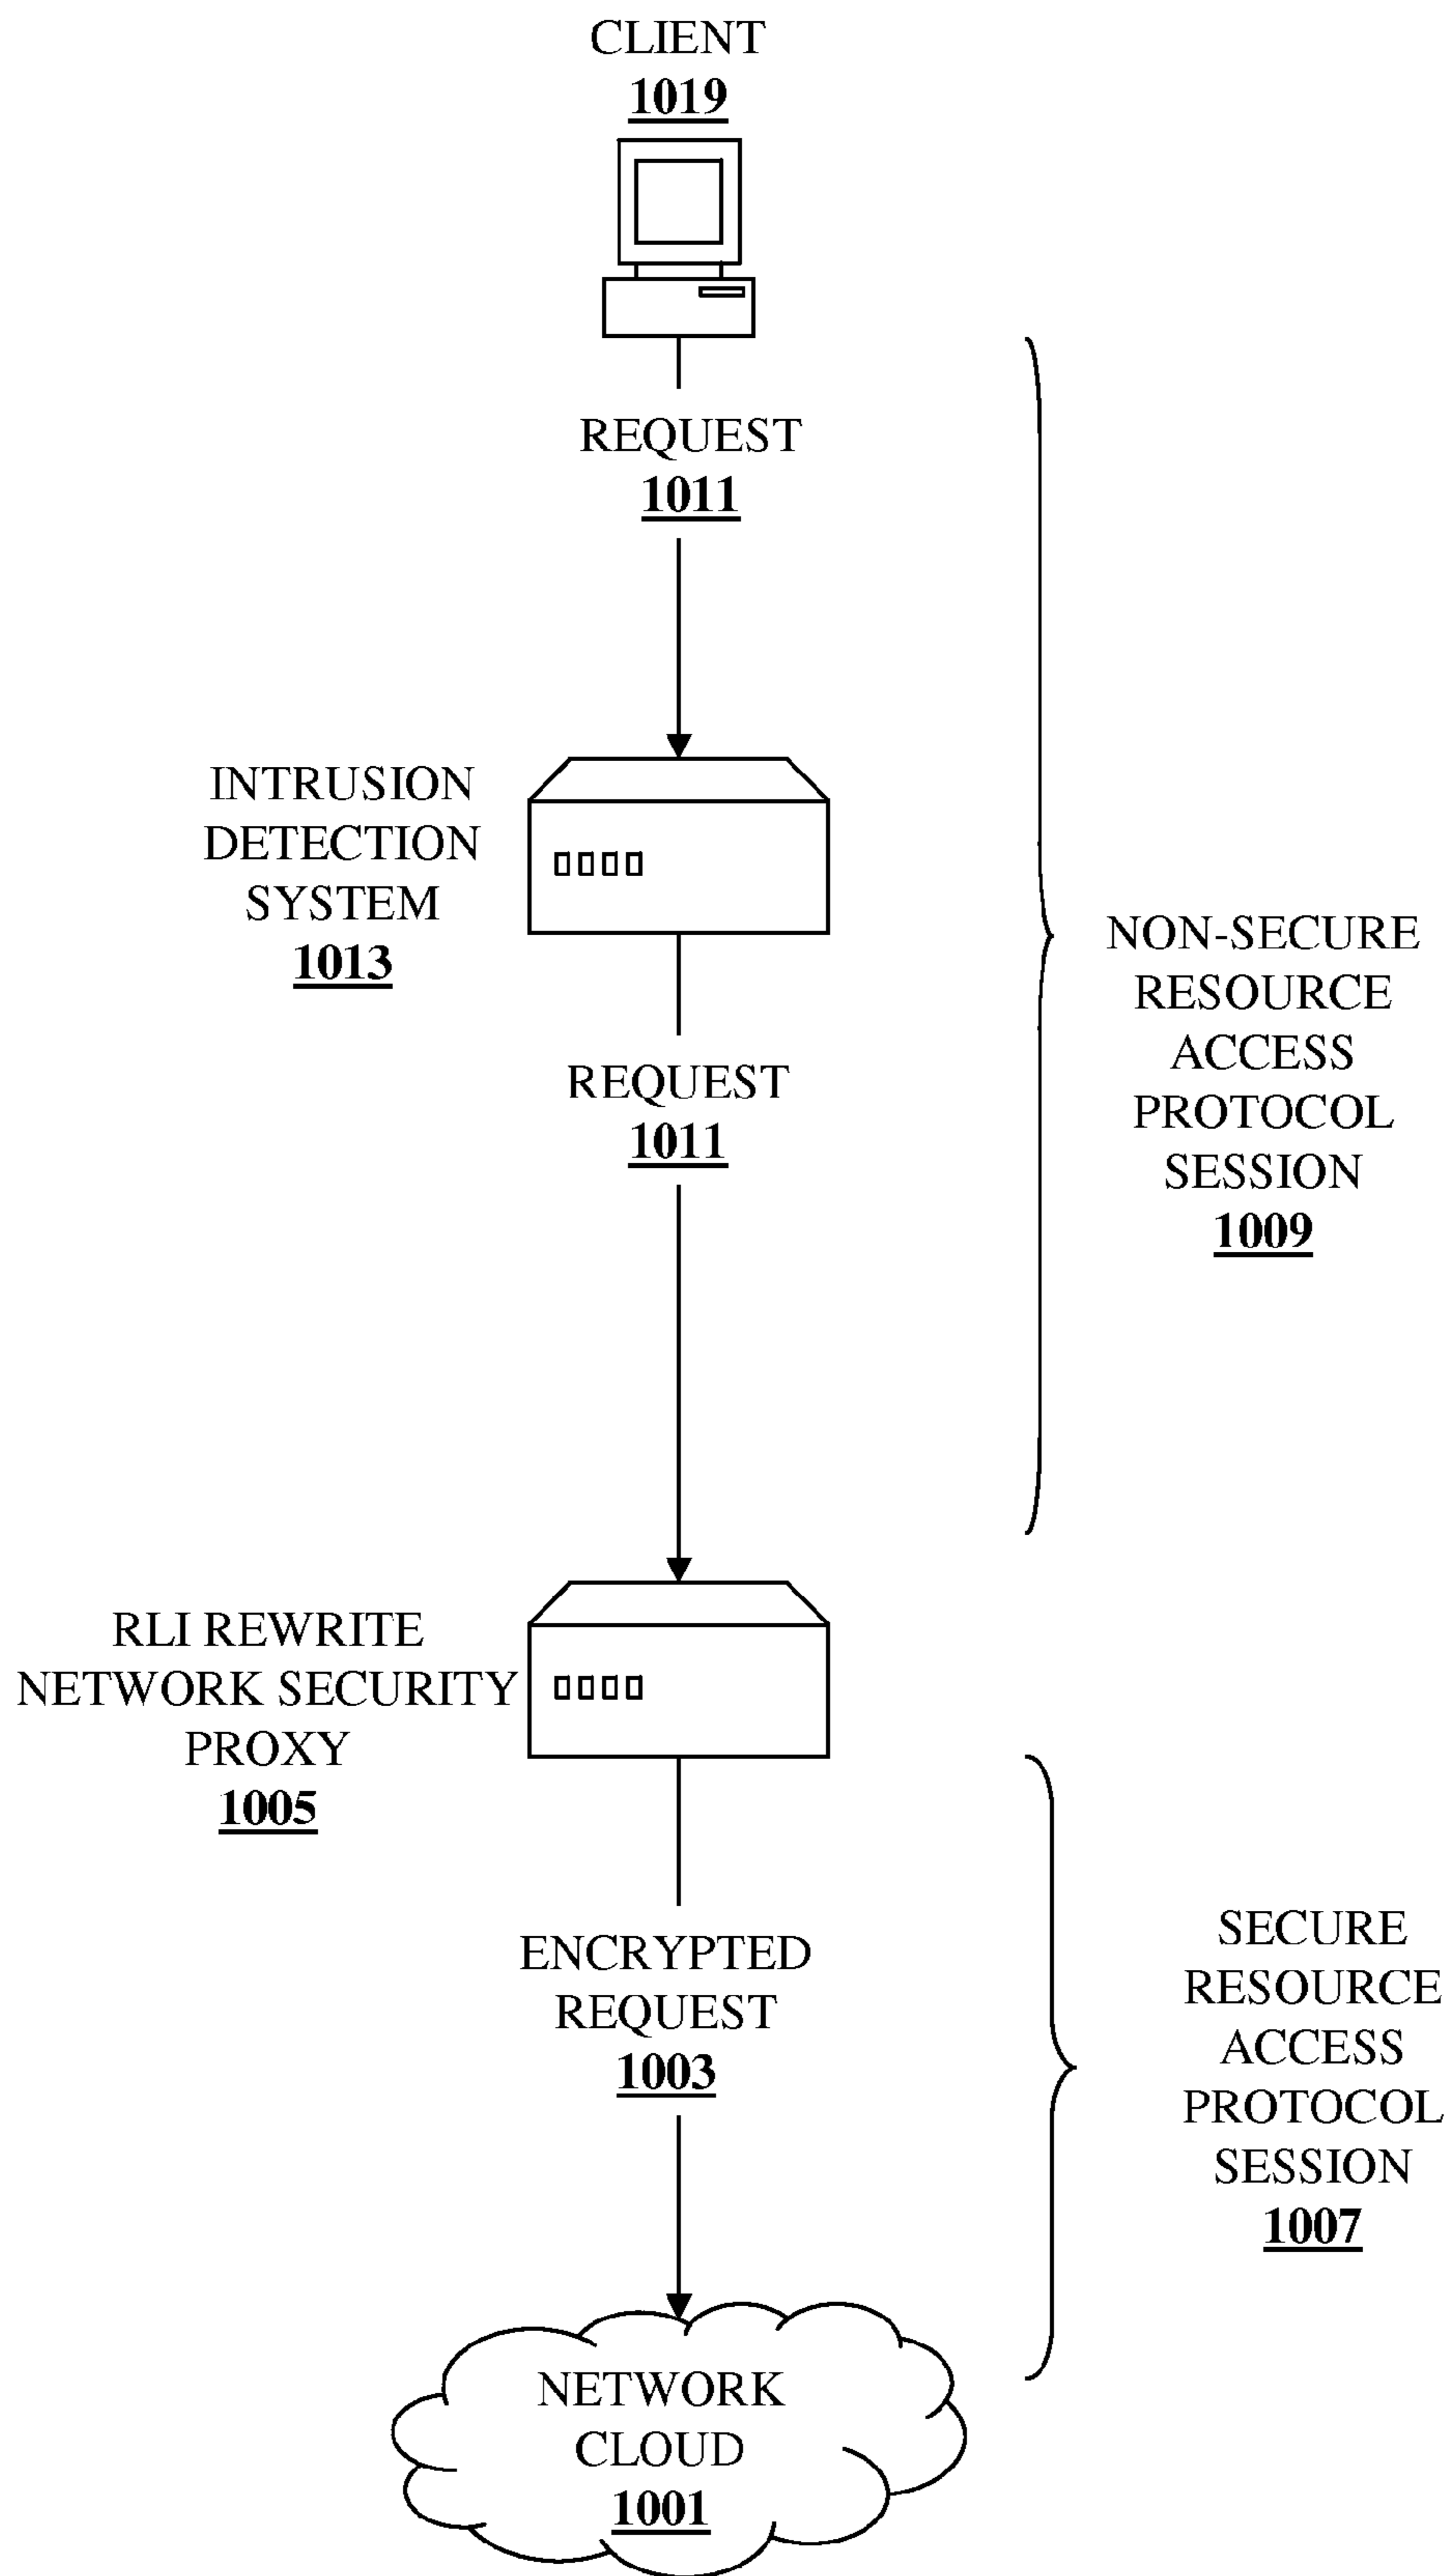 CLIENT
1019
REQUEST
1011
INTRUSION
DETECTION
SYSTEM
1013
NON-SECURE
RESOURCE
ACCESS
PROTOCOL
SESSION
1009
REQUEST
1011
RLI REWRITE
NETWORK SECURITY
PROXY
1005
ENCRYPTED
REQUEST
1003
SECURE
RESOURCE
ACCESS
PROTOCOL
SESSION
1007
NETWORK
CLOUD
1001